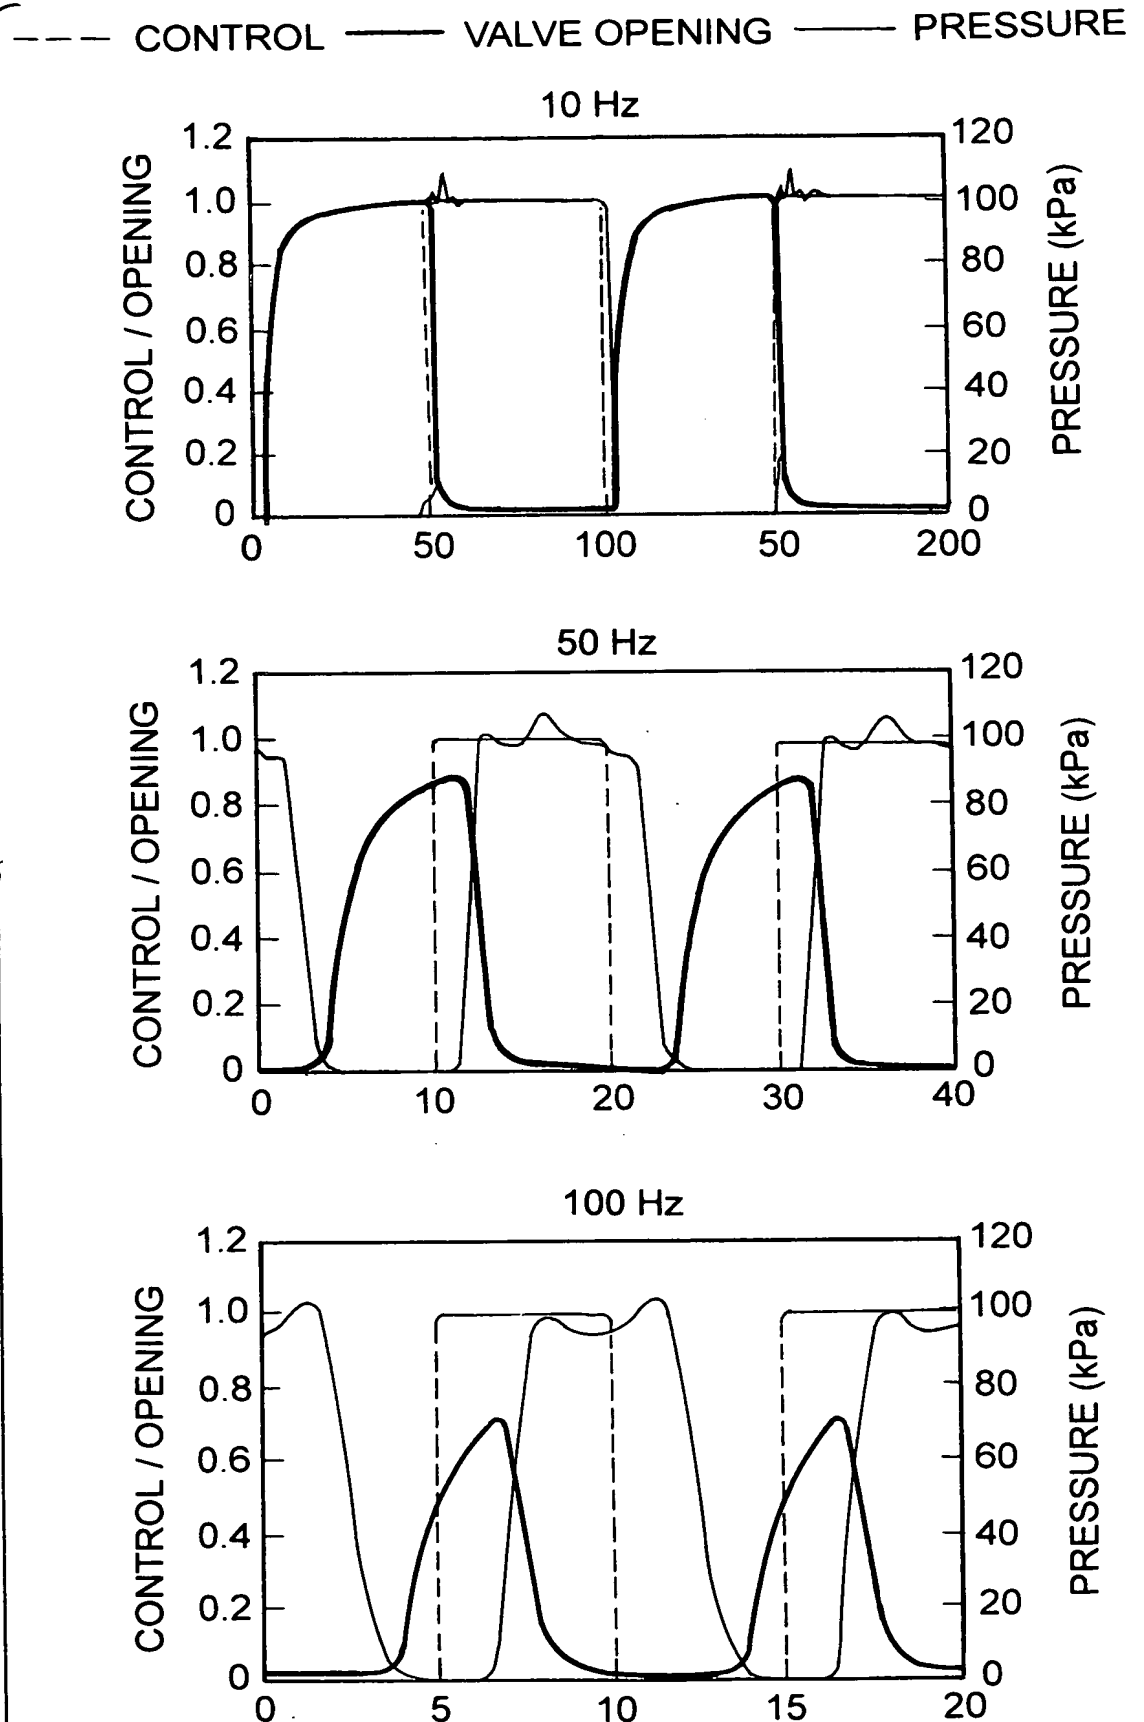 CONTROL VALVE OPENING PRESSURE
10 Hz
1.2 120
1.0 100
0.8 80
0.6 60
0.4 40
0.2 20
0 0
CONTROL / OPENING
PRESSURE (kPa)
0 50 100 50 200
50 Hz
1.2 120
1.0 100
0.8 80
0.6 60
0.4 40
0.2 20
0 0
CONTROL / OPENING
PRESSURE (kPa)
0 10 20 30 40
100 Hz
1.2 120
1.0 100
0.8 80
0.6 60
0.4 40
0.2 20
0 0
CONTROL / OPENING
PRESSURE (kPa)
0 5 10 15 20